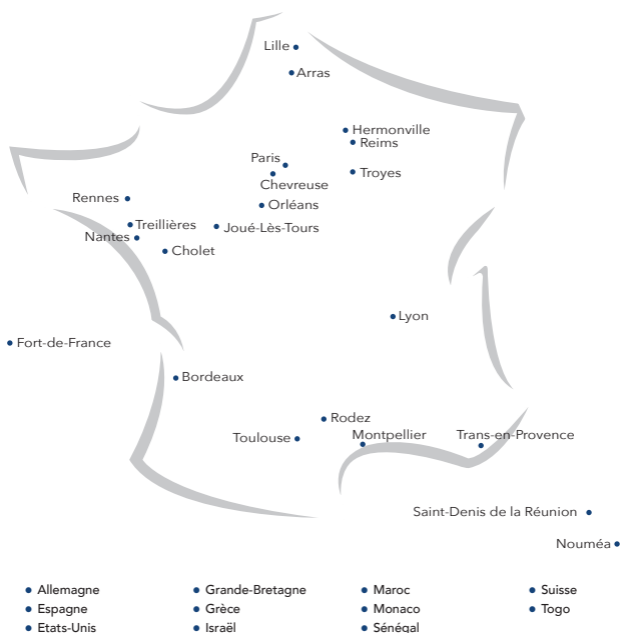 Lille
Arras
Hermonville
Reims
Paris
Troyes
Chevreuse
Rennes
Orléans
Treillières
Joué-Lès-Tours
Nantes
Cholet
Lyon
Fort-de-France
Bordeaux
Rodez
Toulouse
Montpellier
Trans-en-Provence
Saint-Denis de la Réunion
Nouméa
Allemagne
Espagne
Etats-Unis
Grande-Bretagne
Grèce
Israël
Maroc
Monaco
Sénégal
Suisse
Togo